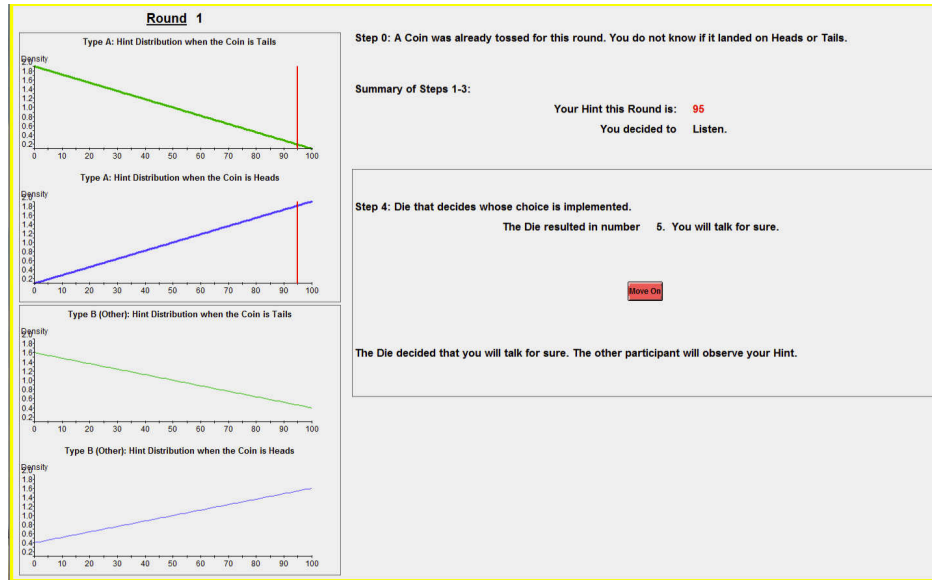 Round 1
Type A: Hint Distribution when the Coin is Tails
Density
2.0
1.8
1.6
1.4
1.2
1.0
0.8
0.6
0.4
0.2
0 10 20 30 40 50 60 70 80 90 100
Type A: Hint Distribution when the Coin is Heads
Density
2.0
1.8
1.6
1.4
1.2
1.0
0.8
0.6
0.4
0.2
0 10 20 30 40 50 60 70 80 90 100
Type B (Other): Hint Distribution when the Coin is Tails
Density
2.0
1.8
1.6
1.4
1.2
1.0
0.8
0.6
0.4
0.2
0 10 20 30 40 50 60 70 80 90 100
Type B (Other): Hint Distribution when the Coin is Heads
Density
2.0
1.8
1.6
1.4
1.2
1.0
0.8
0.6
0.4
0.2
0 10 20 30 40 50 60 70 80 90 100
Step 0: A Coin was already tossed for this round. You do not know if it landed on Heads or Tails.
Summary of Steps 1-3:
Your Hint this Round is: 95
You decided to Listen.
Step 4: Die that decides whose choice is implemented.
The Die resulted in number 5. You will talk for sure.
Move On
The Die decided that you will talk for sure. The other participant will observe your Hint.